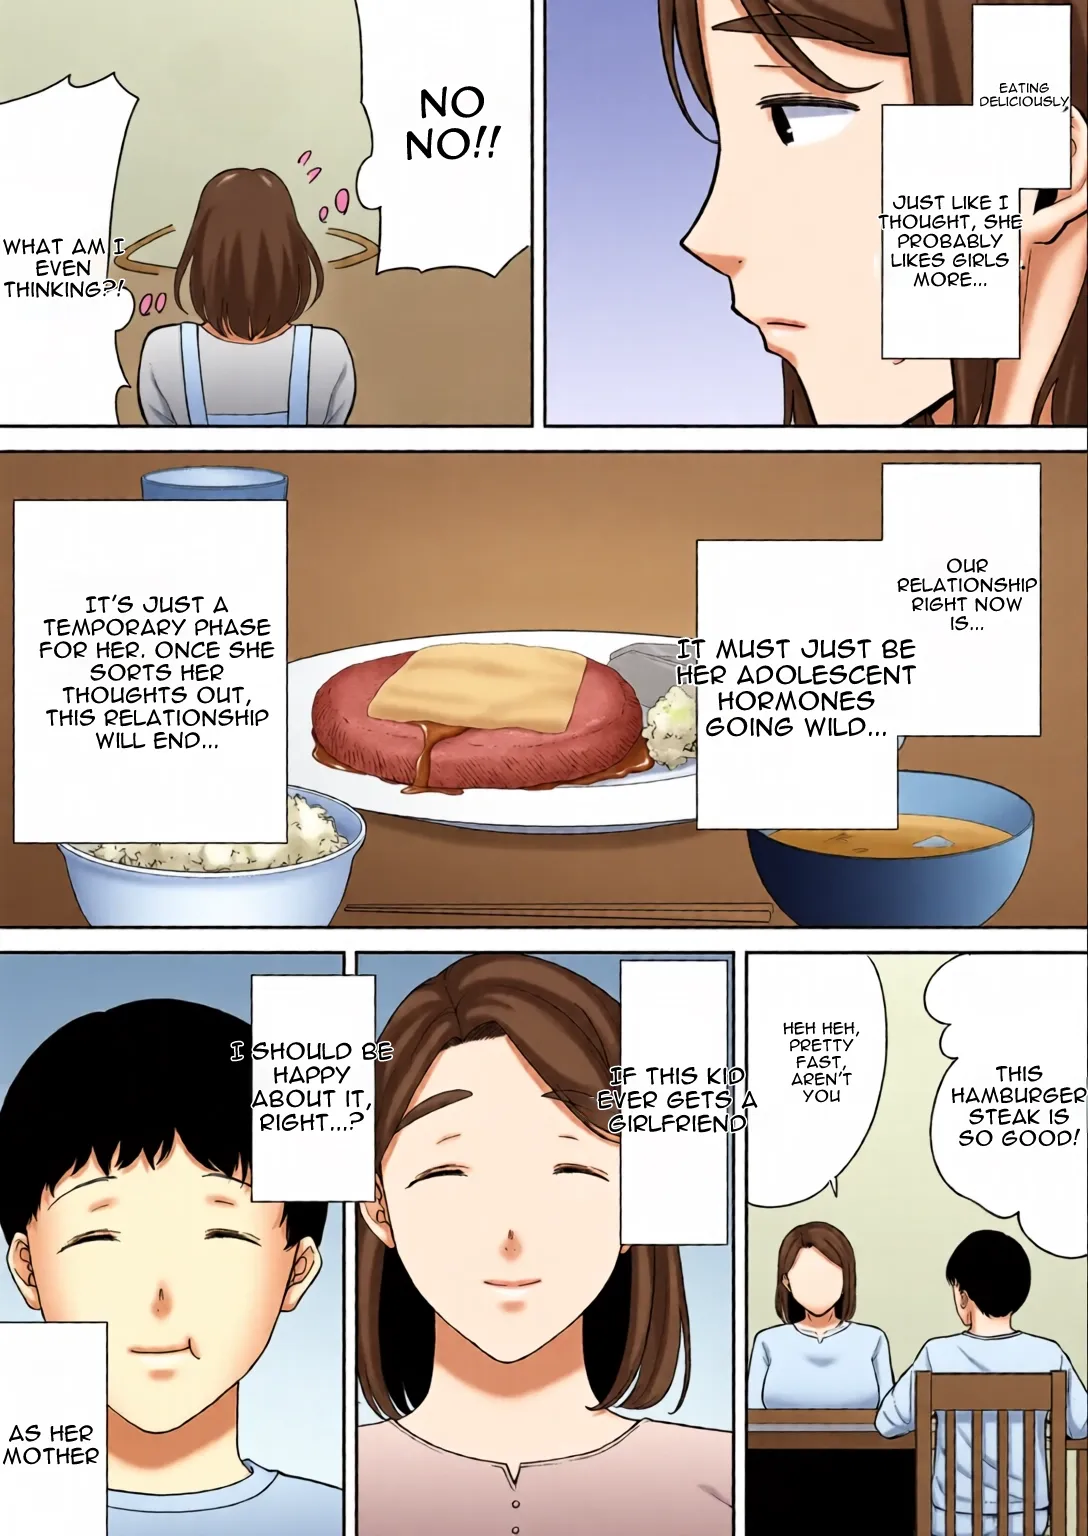 EATING
DELICIOUSLY
JUST LIKE I
THOUGHT, SHE
PROBABLY
LIKES GIRLS
MORE...
NO
NO!!
WHAT AM I
EVEN
THINKING?!
OUR
RELATIONSHIP
RIGHT NOW
IS...
IT MUST JUST BE
HER ADOLESCENT
HORMONES
GOING WILD...
IT'S JUST A
TEMPORARY PHASE
FOR HER. ONCE SHE
SORTS HER
THOUGHTS OUT,
THIS RELATIONSHIP
WILL END...
THIS
HAMBURGER
STEAK IS
SO GOOD!
HEH HEH,
PRETTY
FAST,
AREN'T
YOU
IF THIS KID
EVER GETS A
GIRLFRIEND
I SHOULD BE
HAPPY
ABOUT IT,
RIGHT...?
AS HER
MOTHER